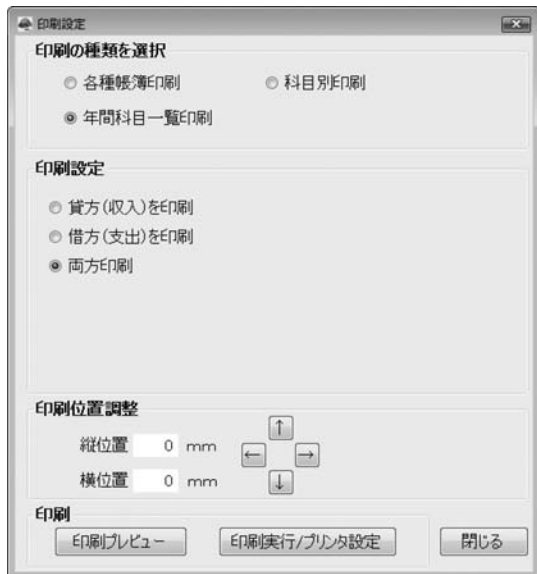 印刷設定
印刷の種類を選択
各種帳簿印刷 科目別印刷
年間科目一覧印刷
印刷設定
貸方(収入)を印刷
借方(支出)を印刷
両方印刷
印刷位置調整
↑
縦位置 0 mm
← →
横位置 0 mm
↓
印刷
印刷プレビュー 印刷実行/プリンタ設定 閉じる